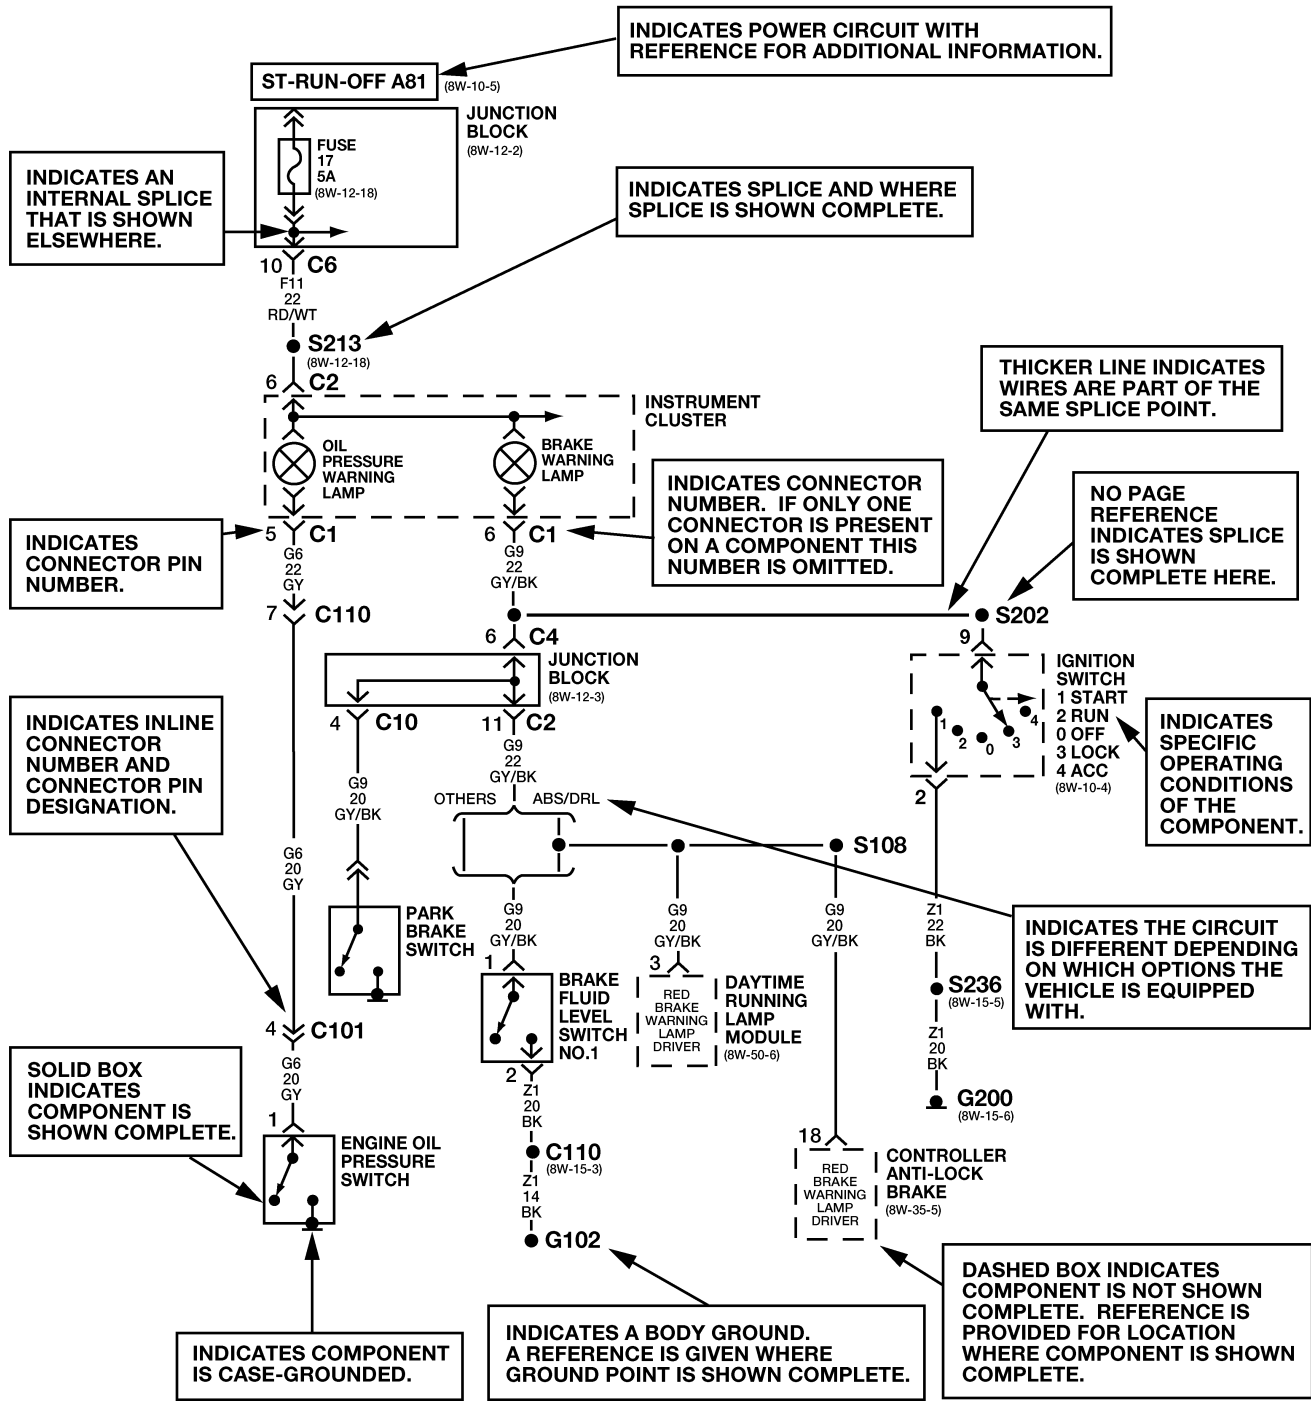 INDICATES POWER CIRCUIT WITH
REFERENCE FOR ADDITIONAL INFORMATION.
ST-RUN-OFF A81
(8W-10-5)
JUNCTION
BLOCK
(8W-12-2)
FUSE
17
5A
(8W-12-18)
INDICATES AN
INTERNAL SPLICE
THAT IS SHOWN
ELSEWHERE.
INDICATES SPLICE AND WHERE
SPLICE IS SHOWN COMPLETE.
10 C6
F11
22
RD/WT
S213
(8W-12-18)
6 C2
INSTRUMENT
CLUSTER
OIL
PRESSURE
WARNING
LAMP
BRAKE
WARNING
LAMP
THICKER LINE INDICATES
WIRES ARE PART OF THE
SAME SPLICE POINT.
INDICATES CONNECTOR
NUMBER. IF ONLY ONE
CONNECTOR IS PRESENT
ON A COMPONENT THIS
NUMBER IS OMITTED.
NO PAGE
REFERENCE
INDICATES SPLICE
IS SHOWN
COMPLETE HERE.
INDICATES
CONNECTOR PIN
NUMBER.
5 C1
G6
22
GY
7 C110
6 C1
G9
22
GY/BK
S202
9
6 C4
JUNCTION
BLOCK
(8W-12-3)
4 C10
11 C2
IGNITION
SWITCH
1 START
2 RUN
0 OFF
3 LOCK
4 ACC
(8W-10-4)
1
2
0
3
4
2
INDICATES
SPECIFIC
OPERATING
CONDITIONS
OF THE
COMPONENT.
INDICATES INLINE
CONNECTOR
NUMBER AND
CONNECTOR PIN
DESIGNATION.
G9
20
GY/BK
G9
22
GY/BK
OTHERS ABS/DRL
S108
G6
20
GY
PARK
BRAKE
SWITCH
G9
20
GY/BK
G9
20
GY/BK
G9
20
GY/BK
Z1
22
BK
INDICATES THE CIRCUIT
IS DIFFERENT DEPENDING
ON WHICH OPTIONS THE
VEHICLE IS EQUIPPED
WITH.
1
BRAKE
FLUID
LEVEL
SWITCH
NO.1
3
RED
BRAKE
WARNING
LAMP
DRIVER
DAYTIME
RUNNING
LAMP
MODULE
(8W-50-6)
S236
(8W-15-5)
Z1
20
BK
G200
(8W-15-6)
4 C101
G6
20
GY
1
ENGINE OIL
PRESSURE
SWITCH
SOLID BOX
INDICATES
COMPONENT IS
SHOWN COMPLETE.
2
Z1
20
BK
C110
(8W-15-3)
Z1
14
BK
G102
18
RED
BRAKE
WARNING
LAMP
DRIVER
CONTROLLER
ANTI-LOCK
BRAKE
(8W-35-5)
INDICATES COMPONENT
IS CASE-GROUNDED.
INDICATES A BODY GROUND.
A REFERENCE IS GIVEN WHERE
GROUND POINT IS SHOWN COMPLETE.
DASHED BOX INDICATES
COMPONENT IS NOT SHOWN
COMPLETE. REFERENCE IS
PROVIDED FOR LOCATION
WHERE COMPONENT IS SHOWN
COMPLETE.